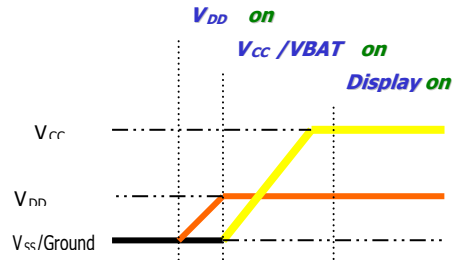 VDD on
VCC /VBAT on
Display on
VCC
VDD
VSS/Ground